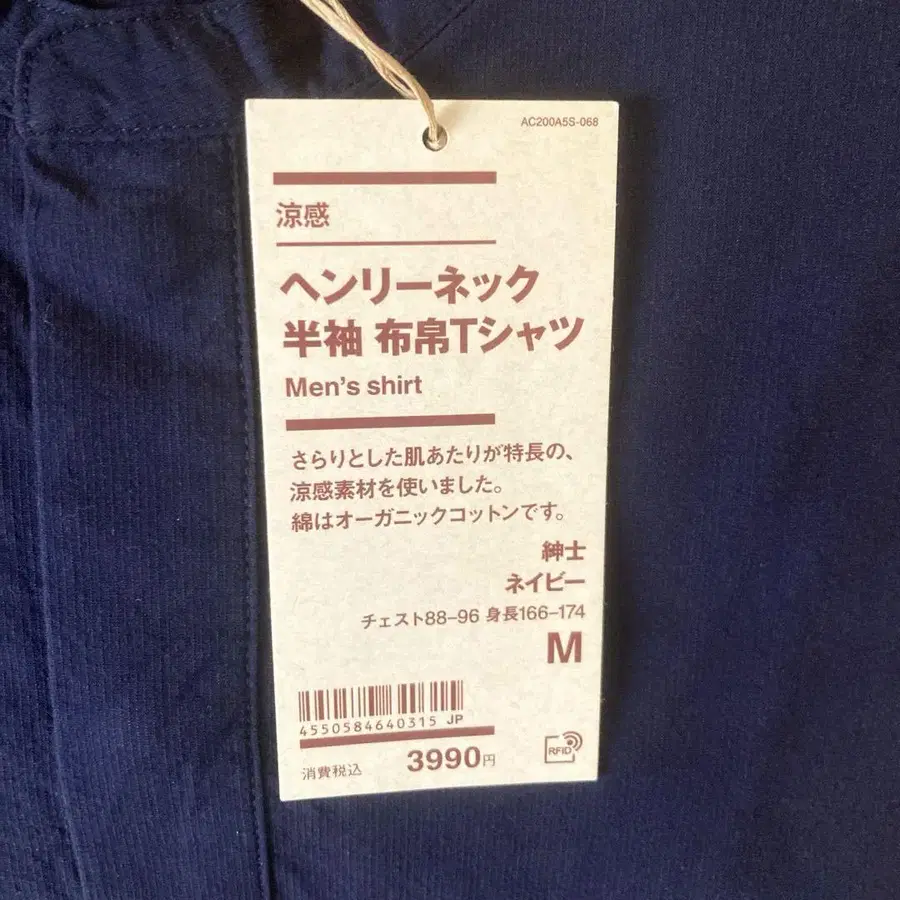 AC200A5S-068
涼感
ヘンリーネック
半袖 布帛Tシャツ
Men's shirt
さらりとした肌あたりが特長の、
涼感素材を使いました。
綿はオーガニックコットンです。
紳士
ネイビー
チェスト88–96 身長166–174
M
4550584640315 JP
消費税込 3990円
RFID